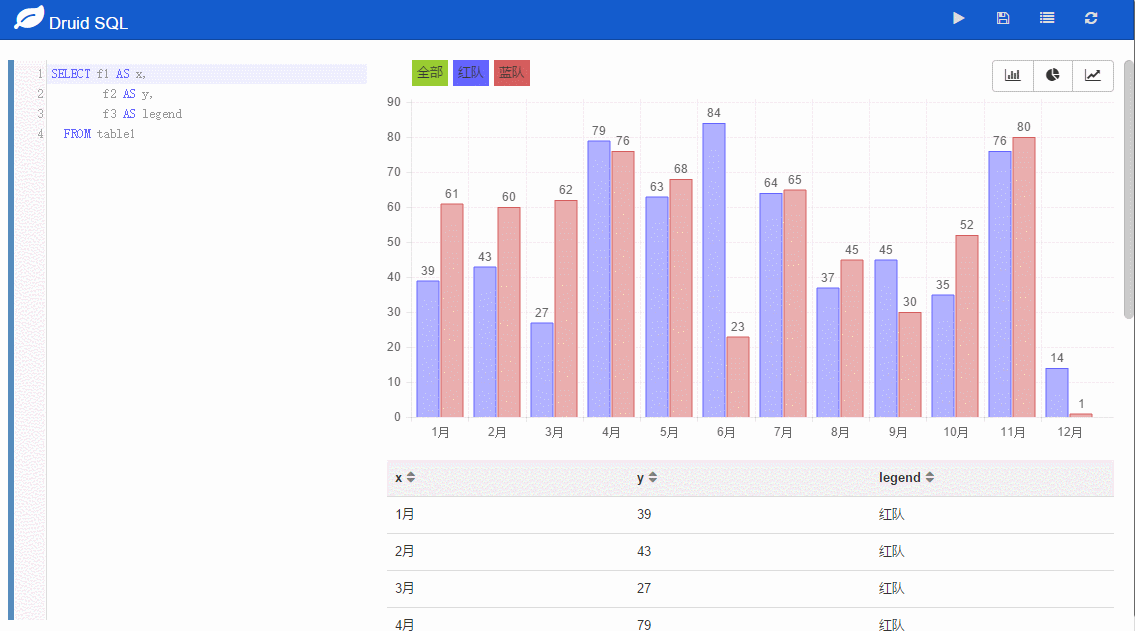 Druid SQL
1 SELECT f1 AS x,
2 f2 AS y,
3 f3 AS legend
4 FROM table1
全部 红队 蓝队
90
80
70
60
50
40
30
20
10
0
39 61 43 60 27 62 79 76 63 68 84 23 64 65 37 45 45 30 35 52 76 80 14 1
1月 2月 3月 4月 5月 6月 7月 8月 9月 10月 11月 12月
x y legend
1月 39 红队
2月 43 红队
3月 27 红队
4月 79 红队